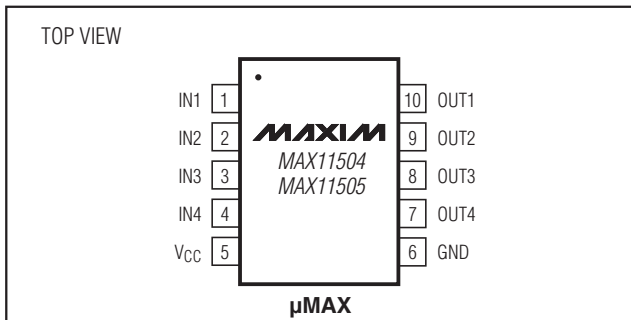 TOP VIEW
IN1 1 10 OUT1
IN2 2 MAXIM 9 OUT2
IN3 3 MAX11504 8 OUT3
MAX11505
IN4 4 7 OUT4
VCC 5 6 GND
µMAX